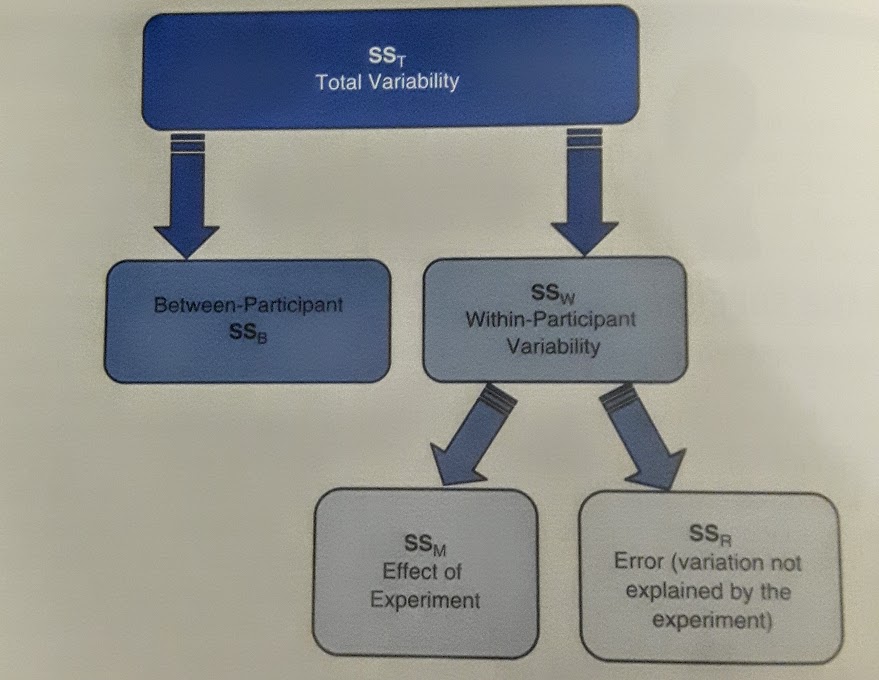 SS_T
Total Variability
Between-Participant
SS_B
SS_W
Within-Participant
Variability
SS_M
Effect of
Experiment
SS_R
Error (variation not
explained by the
experiment)